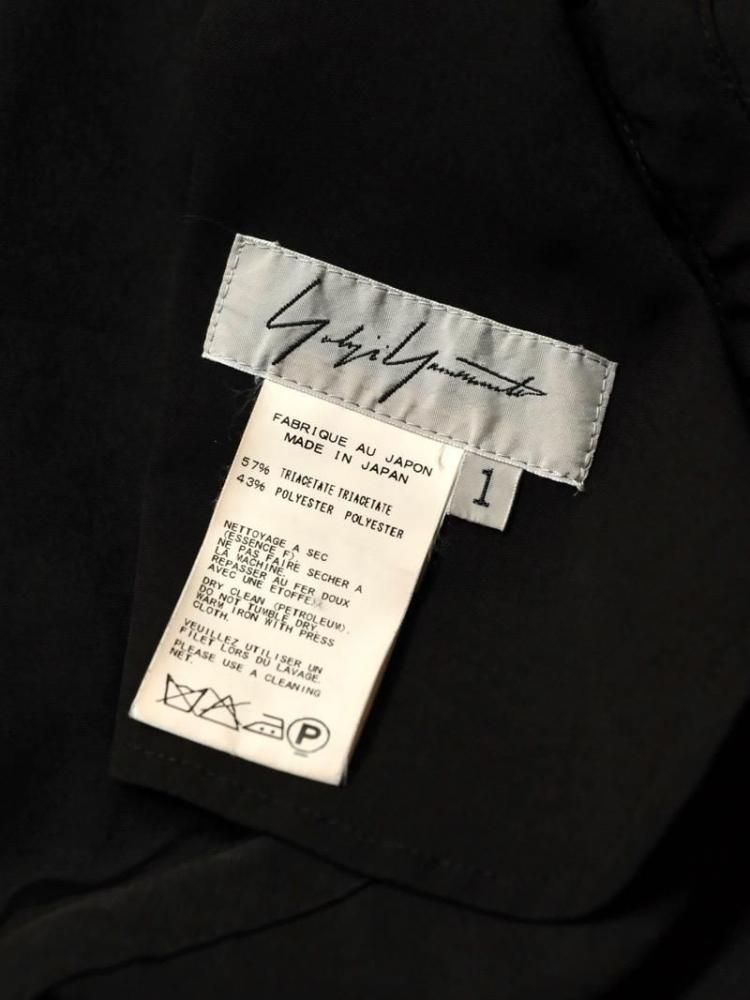 Yohji Yamamoto
FABRIQUE AU JAPON
MADE IN JAPAN
1
57% TRIACETATE TRIACETATE
43% POLYESTER POLYESTER
NETTOYAGE A SEC
(ESSENCE F).
NE PAS FAIRE SECHER A
LA MACHINE.
REPASSER AU FER DOUX
AVEC UNE ETOFFE.
DRY CLEAN (PETROLEUM).
DO NOT TUMBLE DRY.
WARM IRON WITH PRESS
CLOTH.
VEUILLEZ UTILISER UN
FILET LORS DU LAVAGE.
PLEASE USE A CLEANING
NET.
P